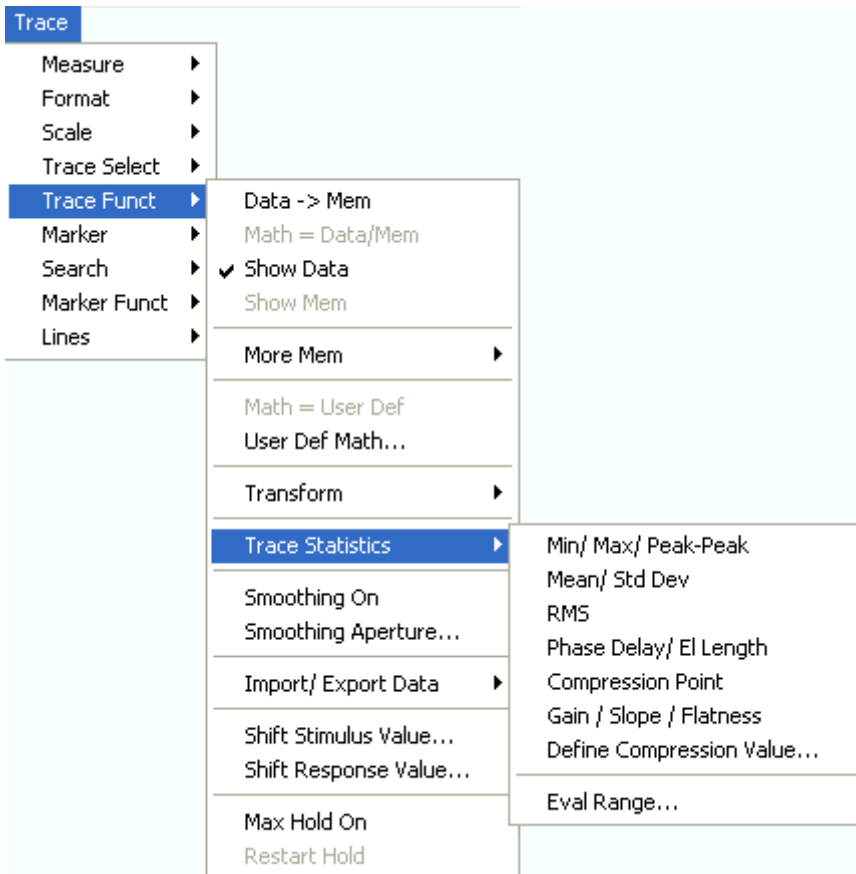 Trace
Measure
Format
Scale
Trace Select
Trace Funct
Marker
Search
Marker Funct
Lines
Data -> Mem
Math = Data/Mem
Show Data
Show Mem
More Mem
Math = User Def
User Def Math...
Transform
Trace Statistics
Smoothing On
Smoothing Aperture...
Import/ Export Data
Shift Stimulus Value...
Shift Response Value...
Max Hold On
Restart Hold
Min/ Max/ Peak-Peak
Mean/ Std Dev
RMS
Phase Delay/ El Length
Compression Point
Gain / Slope / Flatness
Define Compression Value...
Eval Range...